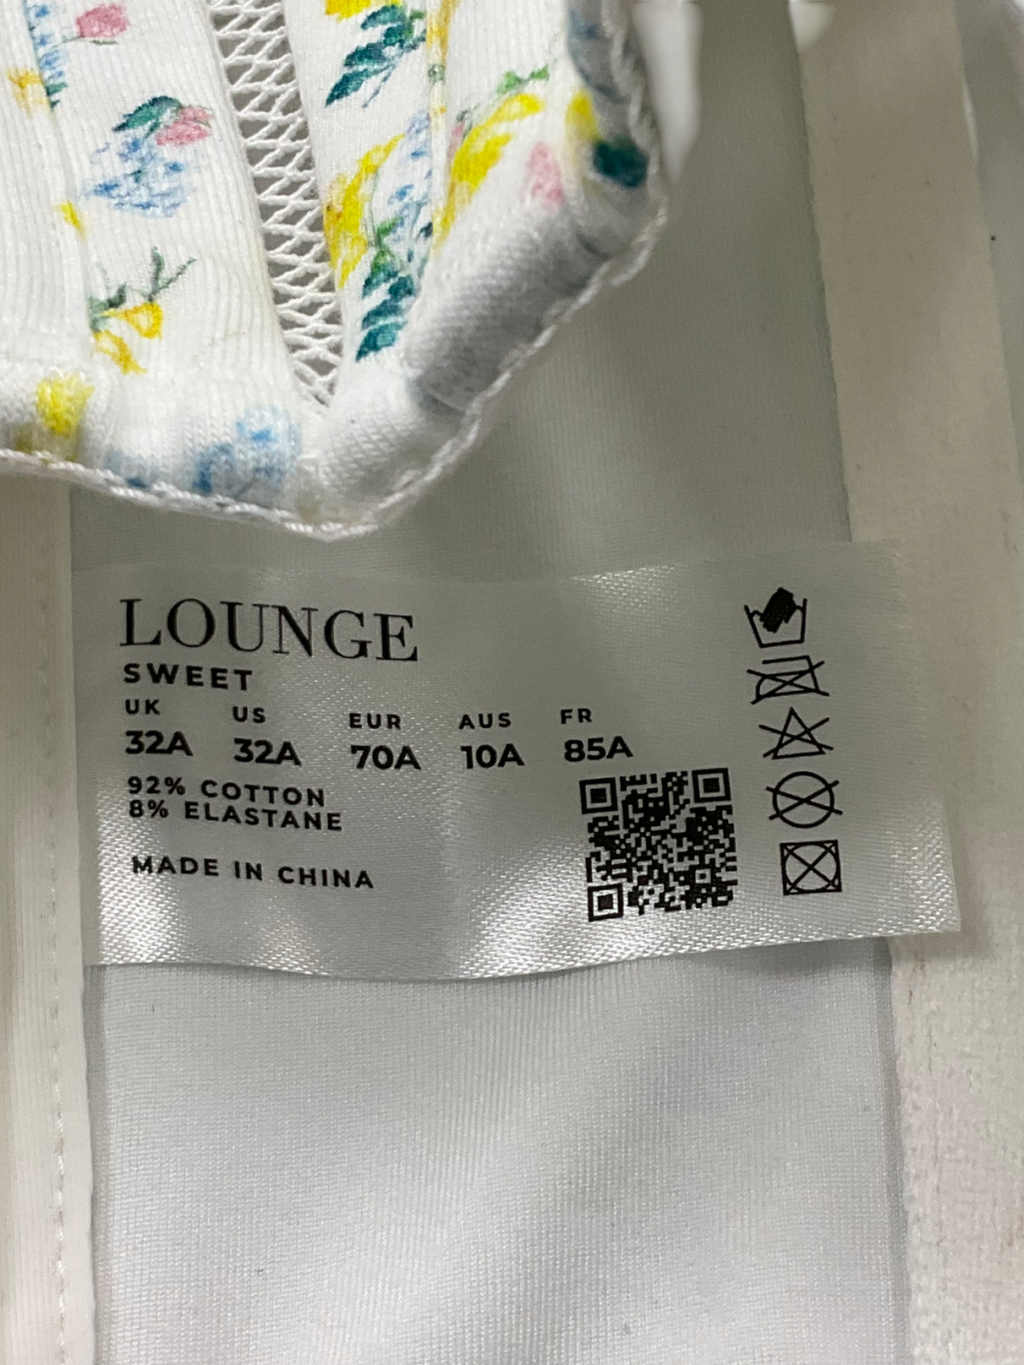 LOUNGE
SWEET
UK US EUR AUS FR
32A 32A 70A 10A 85A
92% COTTON
8% ELASTANE
MADE IN CHINA